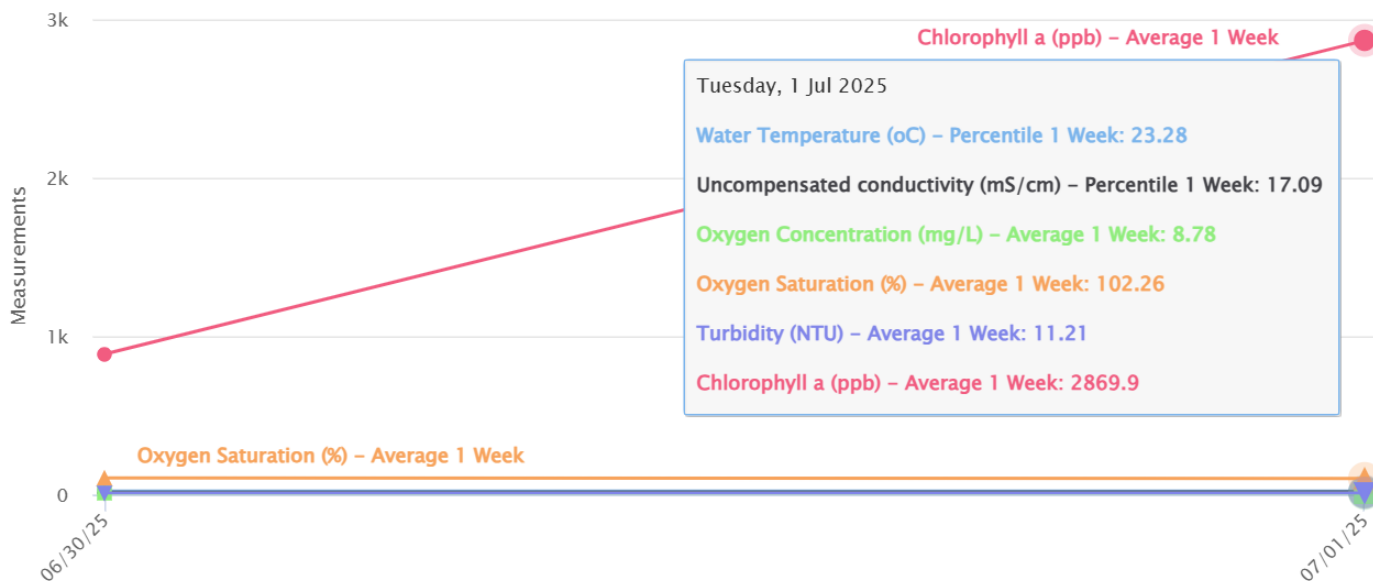 3k
Chlorophyll a (ppb) – Average 1 Week
Tuesday, 1 Jul 2025
Water Temperature (oC) – Percentile 1 Week: 23.28
2k
Uncompensated conductivity (mS/cm) – Percentile 1 Week: 17.09
Measurements
Oxygen Concentration (mg/L) – Average 1 Week: 8.78
Oxygen Saturation (%) – Average 1 Week: 102.26
1k
Turbidity (NTU) – Average 1 Week: 11.21
Chlorophyll a (ppb) – Average 1 Week: 2869.9
Oxygen Saturation (%) – Average 1 Week
0
06/30/25
07/01/25